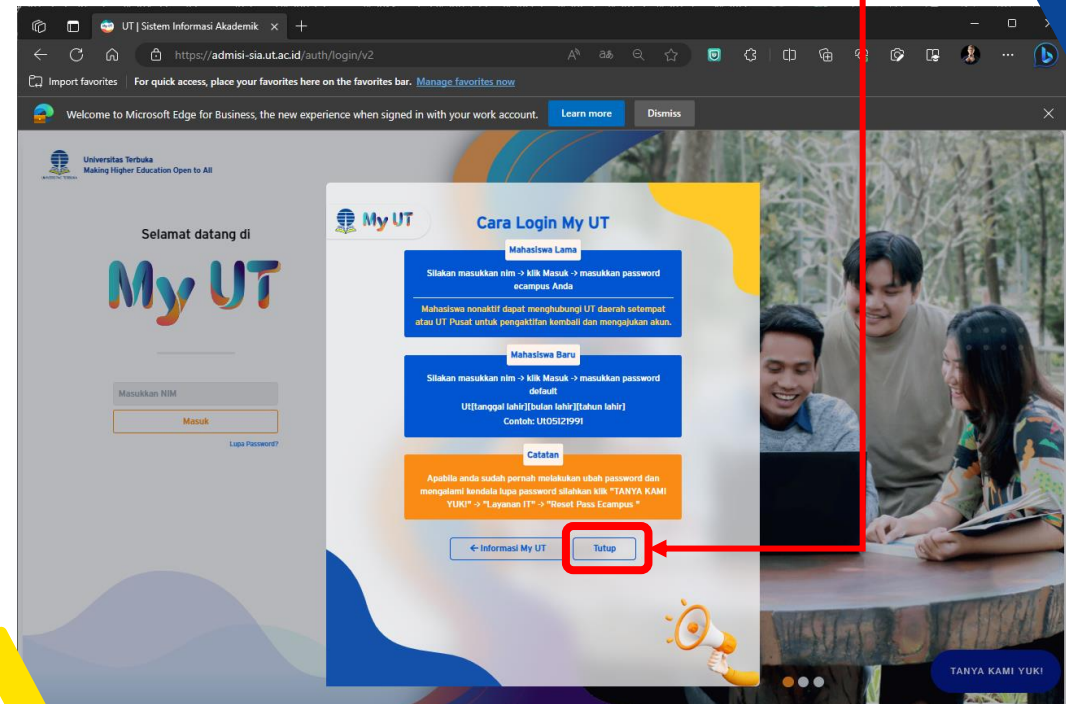 UT | Sistem Informasi Akademik
https://admisi-sia.ut.ac.id/auth/login/v2
Import favorites
For quick access, place your favorites here on the favorites bar. Manage favorites now
Welcome to Microsoft Edge for Business, the new experience when signed in with your work account.
Learn more
Dismiss
Universitas Terbuka
Making Higher Education Open to All
Selamat datang di
My UT
Masukkan NIM
Masuk
Lupa Password?
My UT
Cara Login My UT
Mahasiswa Lama
Silakan masukkan nim -> klik Masuk -> masukkan password
ecampus Anda
Mahasiswa nonaktif dapat menghubungi UT daerah setempat
atau UT Pusat untuk pengaktifan kembali dan mengajukan akun.
Mahasiswa Baru
Silakan masukkan nim -> klik Masuk -> masukkan password
default
Ut[tanggal lahir][bulan lahir][tahun lahir]
Contoh: Ut05121991
Catatan
Apabila anda sudah pernah melakukan ubah password dan
mengalami kendala lupa password silahkan klik "TANYA KAMI
YUK!" -> "Layanan IT" -> "Reset Pass Ecampus "
← Informasi My UT
Tutup
TANYA KAMI YUK!